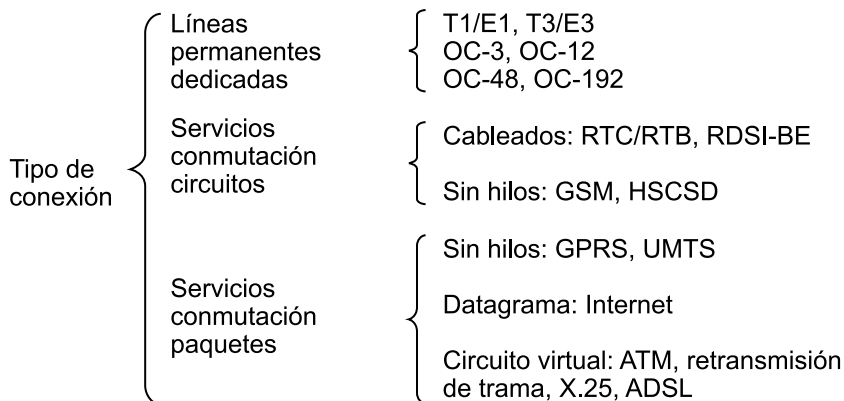 Tipo de
conexión
Líneas
permanentes
dedicadas
T1/E1, T3/E3
OC-3, OC-12
OC-48, OC-192
Servicios
conmutación
circuitos
Cableados: RTC/RTB, RDSI-BE
Sin hilos: GSM, HSCSD
Servicios
conmutación
paquetes
Sin hilos: GPRS, UMTS
Datagrama: Internet
Circuito virtual: ATM, retransmisión
de trama, X.25, ADSL